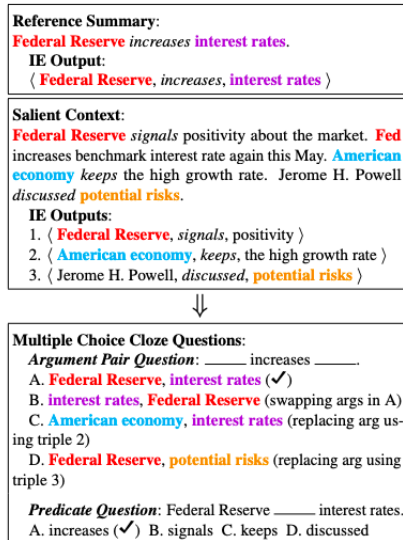 Reference Summary:
Federal Reserve increases interest rates.
IE Output:
⟨ Federal Reserve, increases, interest rates ⟩
Salient Context:
Federal Reserve signals positivity about the market. Fed
increases benchmark interest rate again this May. American
economy keeps the high growth rate. Jerome H. Powell
discussed potential risks.
IE Outputs:
1. ⟨ Federal Reserve, signals, positivity ⟩
2. ⟨ American economy, keeps, the high growth rate ⟩
3. ⟨ Jerome H. Powell, discussed, potential risks ⟩
⇓
Multiple Choice Cloze Questions:
Argument Pair Question: _____ increases _____.
A. Federal Reserve, interest rates (✓)
B. interest rates, Federal Reserve (swapping args in A)
C. American economy, interest rates (replacing arg us-
ing triple 2)
D. Federal Reserve, potential risks (replacing arg using
triple 3)
Predicate Question: Federal Reserve _____ interest rates.
A. increases (✓) B. signals C. keeps D. discussed